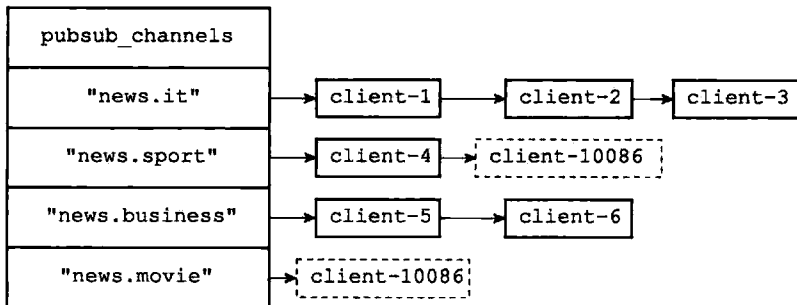 pubsub_channels
"news.it" client-1 client-2 client-3
"news.sport" client-4 client-10086
"news.business" client-5 client-6
"news.movie" client-10086